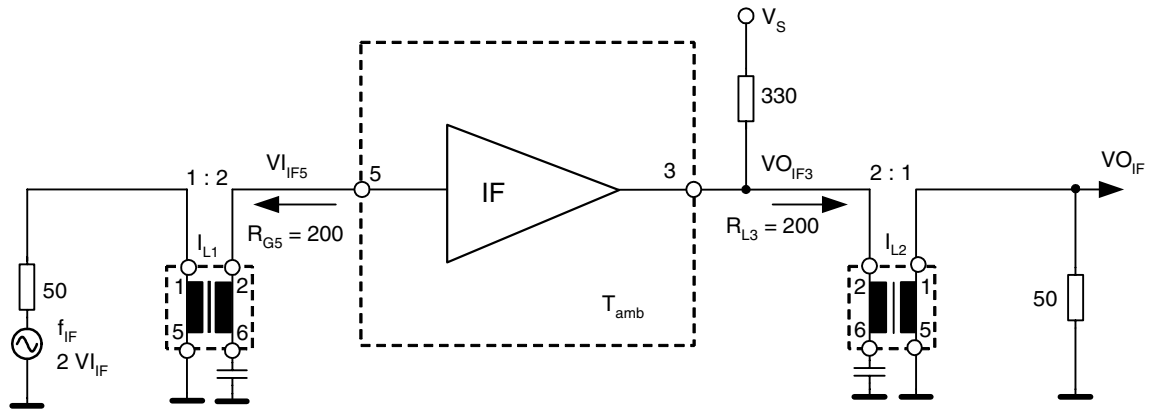 V_S
330
1 : 2
VI_IF5
5
IF
3
VO_IF3
2 : 1
VO_IF
R_G5 = 200
R_L3 = 200
I_L1
I_L2
50
1
2
5
6
f_IF
2 VI_IF
T_amb
2
1
6
5
50